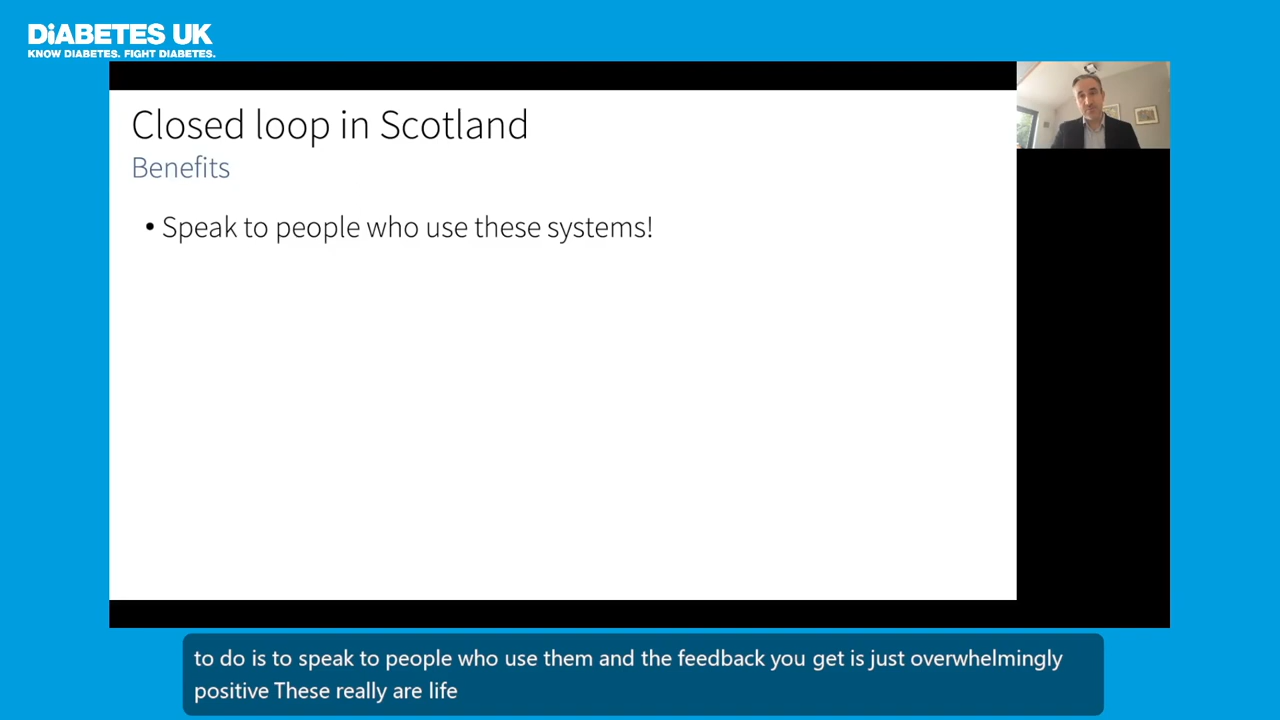 DiABETES UK
KNOW DIABETES. FIGHT DIABETES.
Closed loop in Scotland
Benefits
• Speak to people who use these systems!
to do is to speak to people who use them and the feedback you get is just overwhelmingly
positive These really are life